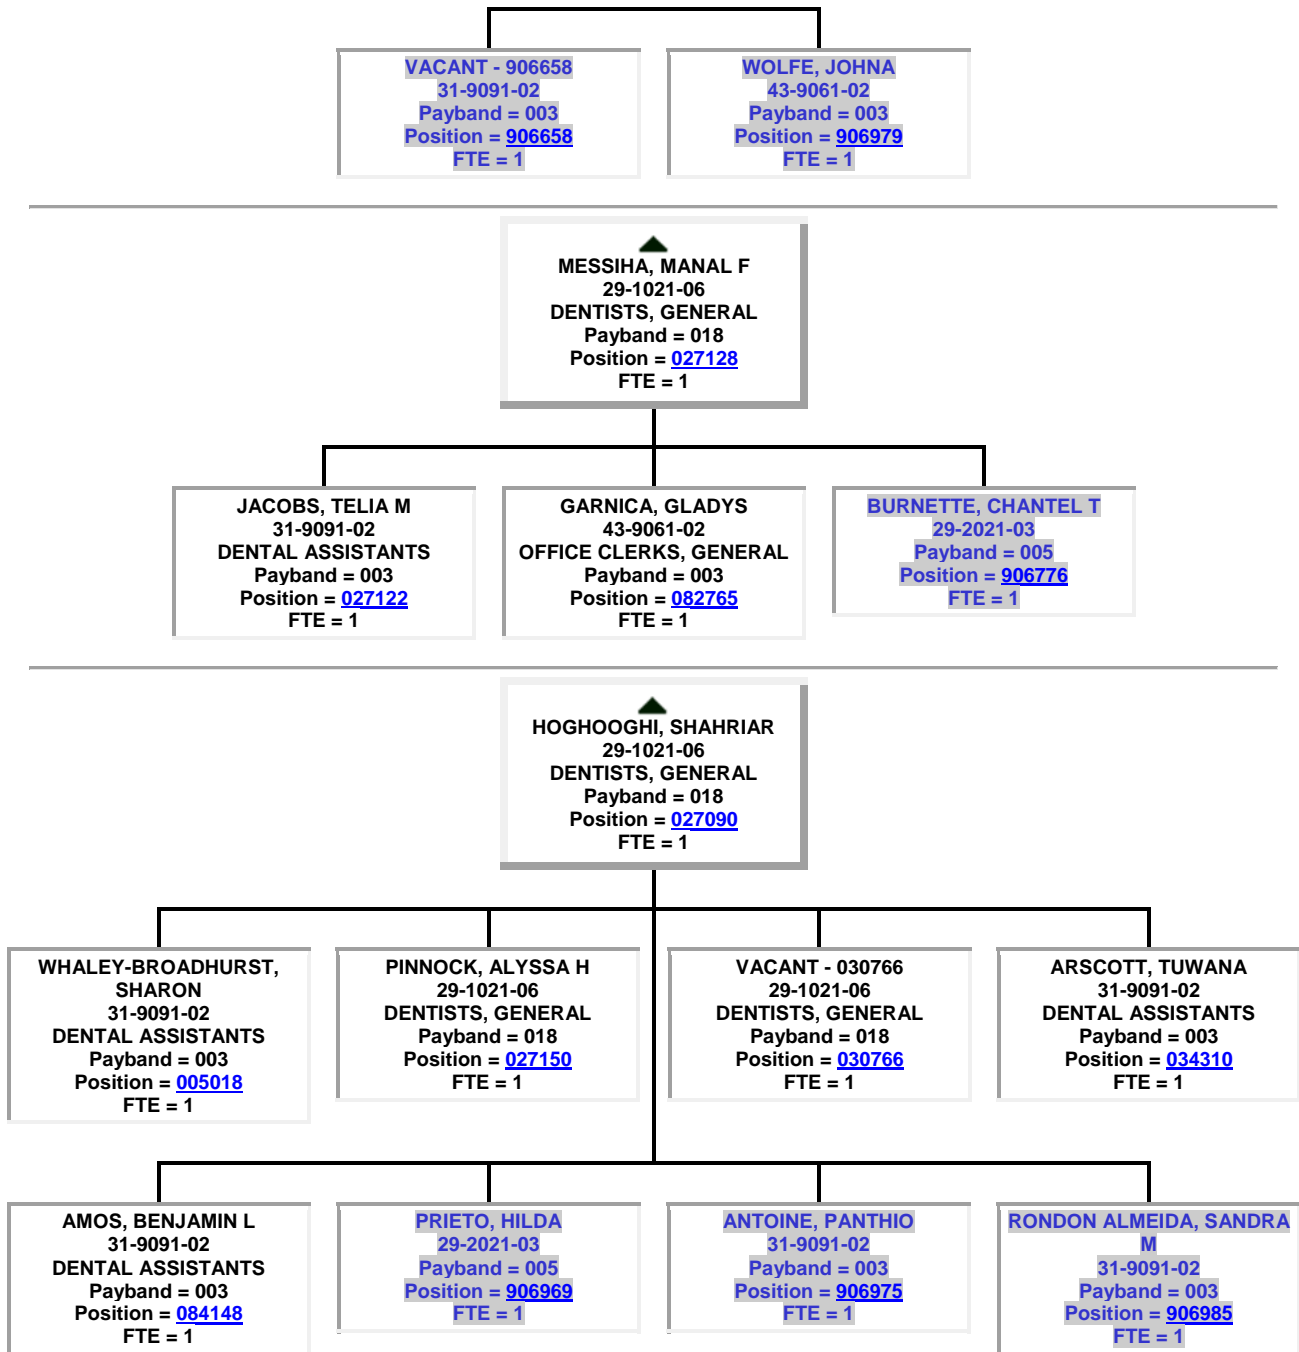 VACANT - 906658
31-9091-02
Payband = 003
Position = 906658
FTE = 1
WOLFE, JOHNA
43-9061-02
Payband = 003
Position = 906979
FTE = 1
MESSIHA, MANAL F
29-1021-06
DENTISTS, GENERAL
Payband = 018
Position = 027128
FTE = 1
JACOBS, TELIA M
31-9091-02
DENTAL ASSISTANTS
Payband = 003
Position = 027122
FTE = 1
GARNICA, GLADYS
43-9061-02
OFFICE CLERKS, GENERAL
Payband = 003
Position = 082765
FTE = 1
BURNETTE, CHANTEL T
29-2021-03
Payband = 005
Position = 906776
FTE = 1
HOGHOOGHI, SHAHRIAR
29-1021-06
DENTISTS, GENERAL
Payband = 018
Position = 027090
FTE = 1
WHALEY-BROADHURST,
SHARON
31-9091-02
DENTAL ASSISTANTS
Payband = 003
Position = 005018
FTE = 1
PINNOCK, ALYSSA H
29-1021-06
DENTISTS, GENERAL
Payband = 018
Position = 027150
FTE = 1
VACANT - 030766
29-1021-06
DENTISTS, GENERAL
Payband = 018
Position = 030766
FTE = 1
ARSCOTT, TUWANA
31-9091-02
DENTAL ASSISTANTS
Payband = 003
Position = 034310
FTE = 1
AMOS, BENJAMIN L
31-9091-02
DENTAL ASSISTANTS
Payband = 003
Position = 084148
FTE = 1
PRIETO, HILDA
29-2021-03
Payband = 005
Position = 906969
FTE = 1
ANTOINE, PANTHIO
31-9091-02
Payband = 003
Position = 906975
FTE = 1
RONDON ALMEIDA, SANDRA
M
31-9091-02
Payband = 003
Position = 906985
FTE = 1